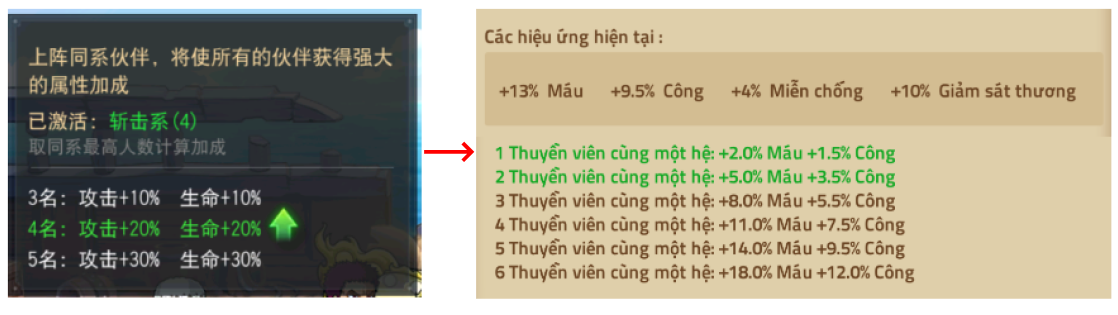 上阵同系伙伴，将使所有的伙伴获得强大
的属性加成
已激活：斩击系(4)
取同系最高人数计算加成
3名：攻击+10% 生命+10%
4名：攻击+20% 生命+20%
5名：攻击+30% 生命+30%
Các hiệu ứng hiện tại :
+13% Máu +9.5% Công +4% Miễn chống +10% Giảm sát thương
1 Thuyền viên cùng một hệ: +2.0% Máu +1.5% Công
2 Thuyền viên cùng một hệ: +5.0% Máu +3.5% Công
3 Thuyền viên cùng một hệ: +8.0% Máu +5.5% Công
4 Thuyền viên cùng một hệ: +11.0% Máu +7.5% Công
5 Thuyền viên cùng một hệ: +14.0% Máu +9.5% Công
6 Thuyền viên cùng một hệ: +18.0% Máu +12.0% Công